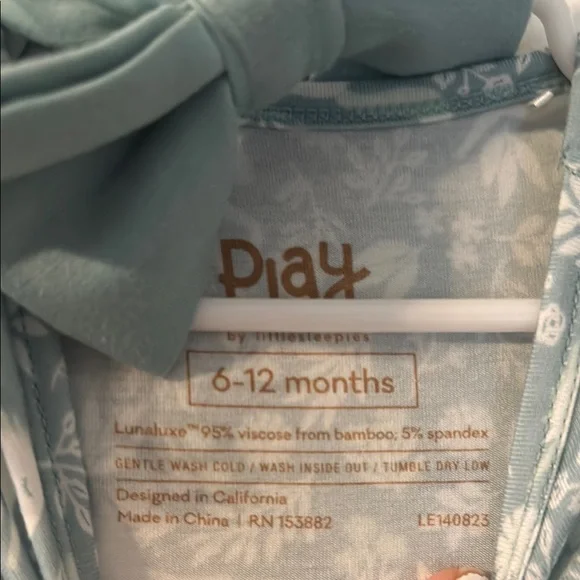 Play
by littlesleepies
6-12 months
Lunaluxe™ 95% viscose from bamboo; 5% spandex
GENTLE WASH COLD / WASH INSIDE OUT / TUMBLE DRY LOW
Designed in California
Made in China | RN 153882 LE140823